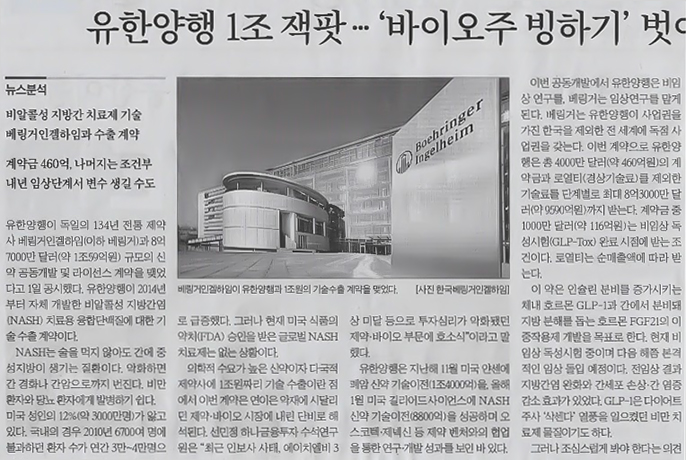 유한양행 1조 잭팟… ‘바이오주 빙하기’ 벗어
뉴스분석
비알콜성 지방간 치료제 기술
베링거인겔하임과 수출 계약
계약금 460억, 나머지는 조건부
내년 임상단계서 변수 생길 수도
유한양행이 독일의 134년 전통 제약
사 베링거인겔하임(이하 베링거)과 8억
7000만 달러(약 1조59억원) 규모의 신
약 공동개발 및 라이선스 계약을 맺었
다고 1일 공시했다. 유한양행이 2014년
부터 자체 개발한 비알콜성 지방간염
(NASH) 치료용 융합단백질에 대한 기
술 수출 계약이다.
NASH는 술을 먹지 않아도 간에 중
성지방이 생기는 질환이다. 악화하면
간 경화나 간암으로까지 번진다. 비만
환자와 당뇨 환자에게 발병하기 쉽다.
미국 성인의 12%(약 3000만명)가 앓고
있다. 국내의 경우 2010년 6700여 명에
불과하던 환자 수가 연간 3만~4만명으
Boehringer
Ingelheim
베링거인겔하임이 유한양행과 1조원의 기술수출 계약을 맺었다. [사진 한국베링거인겔하임]
로 급증했다. 그러나 현재 미국 식품의
약처(FDA) 승인을 받은 글로벌 NASH
치료제는 없는 상황이다.
의학적 수요가 높은 신약이자 다국적
제약사에 1조원짜리 기술 수출이란 점
에서 이번 계약은 연이은 악재에 시달리
던 제약·바이오 시장에 내린 단비로 해
석된다. 선민정 하나금융투자 수석연구
원은 “최근 인보사 사태, 에이치엘비 3
상 미달 등으로 투자심리가 악화됐던
제약·바이오 부문에 호소식”이라고 말
했다.
유한양행은 지난해 11월 미국 얀센에
폐암 신약 기술이전(1조4000억)을, 올해
1월 미국 길리어드사이언스에 NASH
신약 기술이전(8800억)을 성공하며 오
스코텍·제넥신 등 제약 벤처와의 협업
을 통한 연구·개발 성과를 보인 바 있다.
이번 공동개발에서 유한양행은 비임
상 연구를, 베링거는 임상연구를 맡게
된다. 베링거는 유한양행이 사업권을
가진 한국을 제외한 전 세계에 독점 사
업권을 갖는다. 이번 계약으로 유한양
행은 총 4000만 달러(약 460억원)의 계
약금과 로열티(경상기술료)를 제외한
기술료를 단계별로 최대 8억3000만 달
러(약 9590억원)까지 받는다. 계약금 중
1000만 달러(약 116억원)는 비임상 독
성시험(GLP-Tox) 완료 시점에 받는 조
건이다. 로열티는 순매출액에 따라 받
는다.
이 약은 인슐린 분비를 증가시키는
체내 호르몬 GLP-1과 간에서 분비돼
지방 분해를 돕는 호르몬 FGF21의 이
중작용제 개발을 목표로 한다. 현재 비
임상 독성시험 중이며 다음 해쯤 본격
적인 임상 돌입 예정이다. 전임상 결과
지방간염 완화와 간세포 손상·간 염증
감소 효과가 있었다. GLP-1은 다이어트
주사 ‘삭센다’ 열풍을 일으켰던 비만 치
료제 물질이기도 하다.
그러나 조심스럽게 봐야 한다는 의견